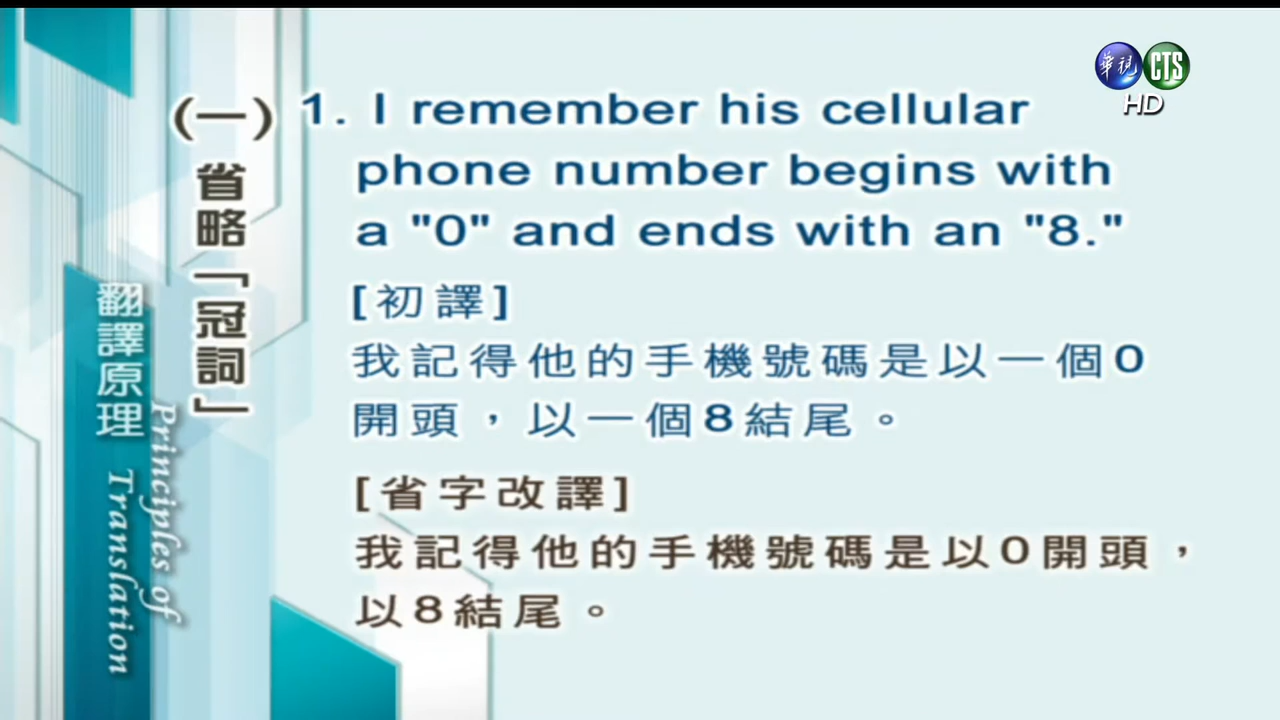 華視 CTS
HD
(一)省略「冠詞」
1. I remember his cellular
phone number begins with
a "0" and ends with an "8."
[初譯]
我記得他的手機號碼是以一個0
開頭，以一個8結尾。
[省字改譯]
我記得他的手機號碼是以0開頭，
以8結尾。
翻譯原理
Principles of
Translation